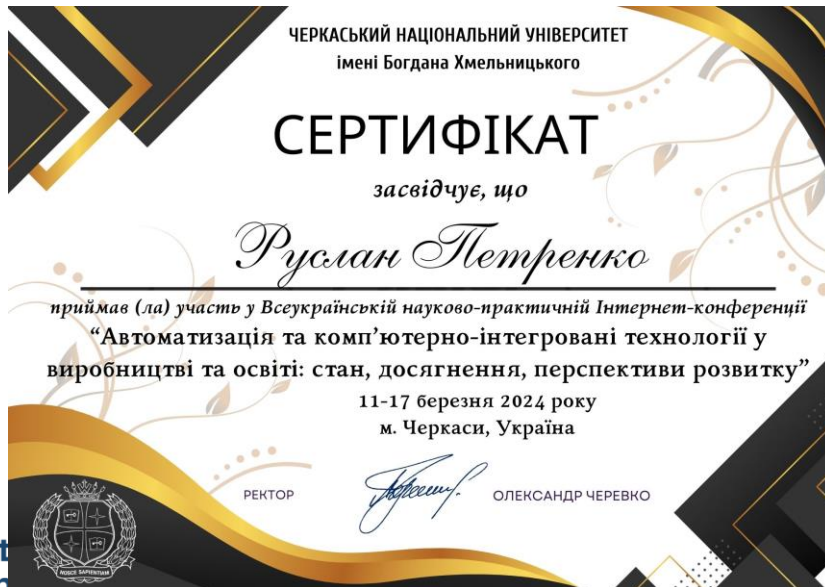 ЧЕРКАСЬКИЙ НАЦІОНАЛЬНИЙ УНІВЕРСИТЕТ
імені Богдана Хмельницького
СЕРТИФІКАТ
засвідчує, що
Руслан Петренко
приймав (ла) участь у Всеукраїнській науково-практичній Інтернет-конференції
“Автоматизація та комп’ютерно-інтегровані технології у
виробництві та освіті: стан, досягнення, перспективи розвитку”
11-17 березня 2024 року
м. Черкаси, Україна
РЕКТОР
ОЛЕКСАНДР ЧЕРЕВКО
NOSCE SAPIENTIAM